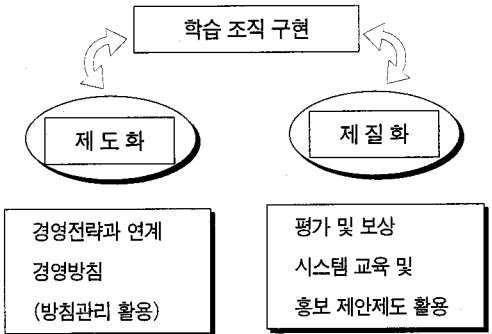 학습 조직 구현
제 도 화
제 질 화
경영전략과 연계
경영방침
(방침관리 활용)
평가 및 보상
시스템 교육 및
홍보 제안제도 활용